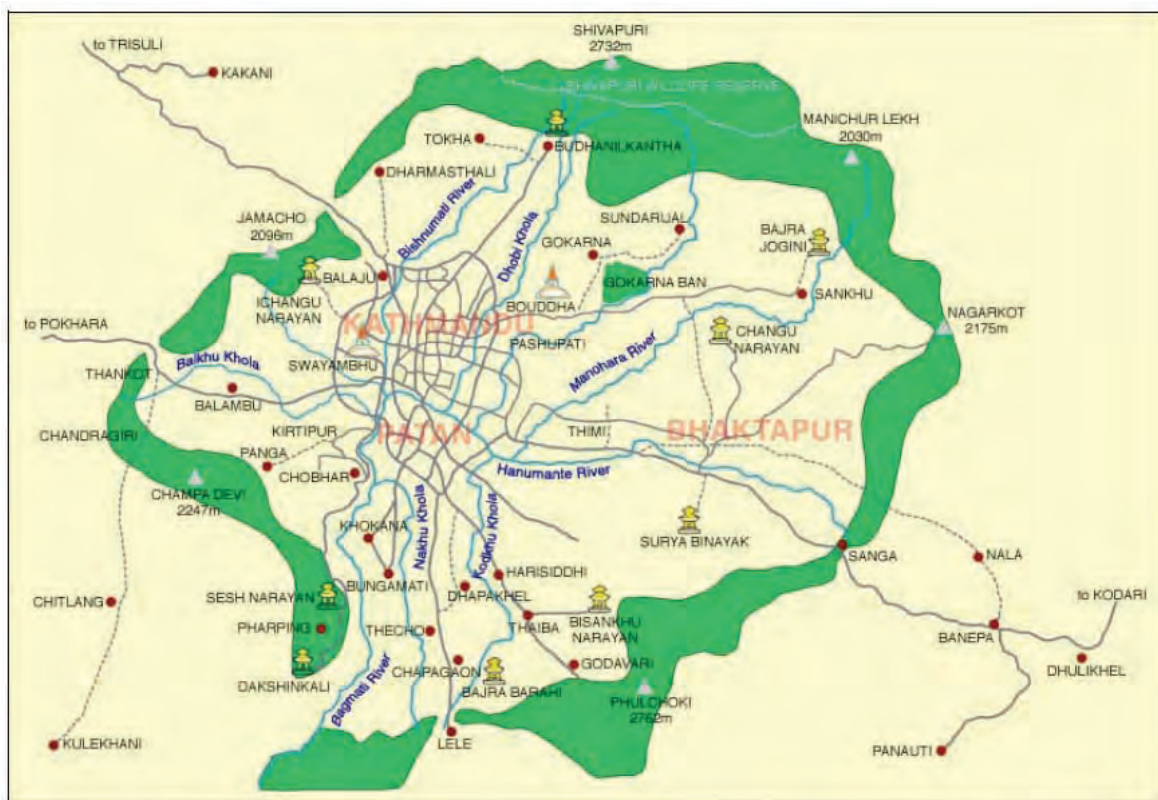 SHIVAPURI
2732m
to TRISULI
KAKANI
SHIVAPURI WILDLIFE RESERVE
MANICHUR LEKH
2030m
TOKHA
BUDHANILKANTHA
DHARMASTHALI
Bishnumati River
Dhobi Khola
JAMACHO
2096m
SUNDARIJAL
BAJRA
JOGINI
GOKARNA
BALAJU
GOKARNA BAN
ICHANGU
NARAYAN
BOUDDHA
SANKHU
NAGARKOT
2175m
to POKHARA
KATHMANDU
PASHUPATI
CHANGU
NARAYAN
Manohara River
Balkhu Khola
SWAYAMBHU
THANKOT
BALAMBU
CHANDRAGIRI
KIRTIPUR
PATAN
THIMI
BHAKTAPUR
PANGA
CHOBHAR
Hanumante River
CHAMPA DEVI
2247m
Nakhu Khola
Kodkhu Khola
KHOKANA
SURYA BINAYAK
SANGA
NALA
BUNGAMATI
HARISIDDHI
DHAPAKHEL
SESH NARAYAN
CHITLANG
to KODARI
PHARPING
THECHO
THAIBA
BISANKHU
NARAYAN
BANEPA
DHULIKHEL
DAKSHINKALI
CHAPAGAON
GODAVARI
BAJRA BARAHI
PHULCHOKI
2762m
Bagmati River
KULEKHANI
LELE
PANAUTI